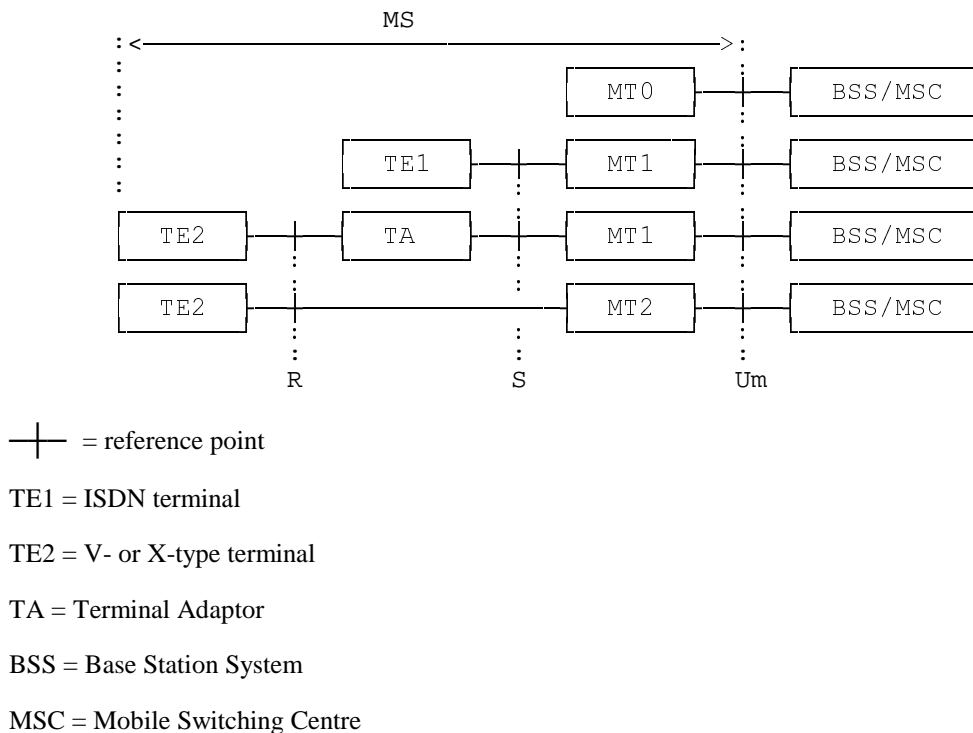 MS
MT0 BSS/MSC
TE1 MT1 BSS/MSC
TE2 TA MT1 BSS/MSC
TE2 MT2 BSS/MSC
R S Um
= reference point
TE1 = ISDN terminal
TE2 = V- or X-type terminal
TA = Terminal Adaptor
BSS = Base Station System
MSC = Mobile Switching Centre